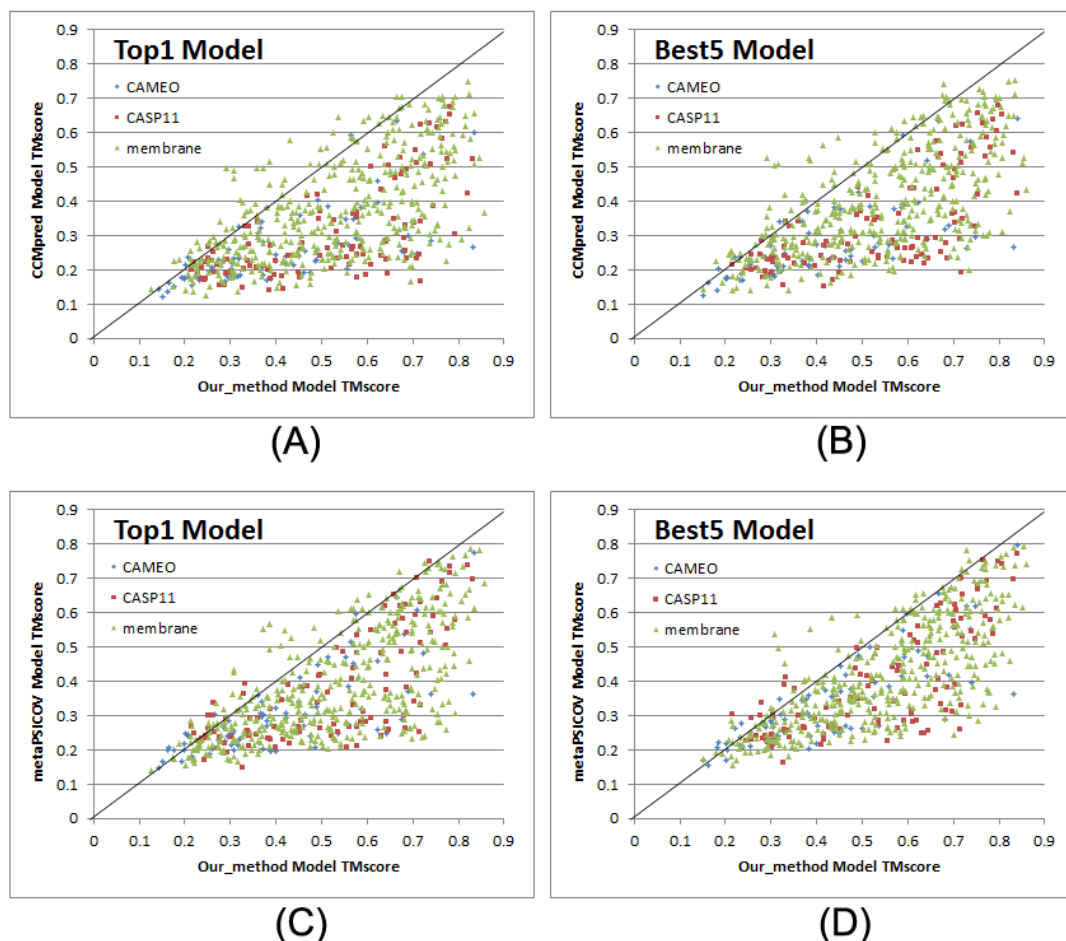 Top1 Model
CAMEO
CASP11
membrane
CCMpred Model TMscore
0.9
0.8
0.7
0.6
0.5
0.4
0.3
0.2
0.1
0
0 0.1 0.2 0.3 0.4 0.5 0.6 0.7 0.8 0.9
Our_method Model TMscore
(A)
Best5 Model
CAMEO
CASP11
membrane
CCMpred Model TMscore
0.9
0.8
0.7
0.6
0.5
0.4
0.3
0.2
0.1
0
0 0.1 0.2 0.3 0.4 0.5 0.6 0.7 0.8 0.9
Our_method Model TMscore
(B)
Top1 Model
CAMEO
CASP11
membrane
metaPSICOV Model TMscore
0.9
0.8
0.7
0.6
0.5
0.4
0.3
0.2
0.1
0
0 0.1 0.2 0.3 0.4 0.5 0.6 0.7 0.8 0.9
Our_method Model TMscore
(C)
Best5 Model
CAMEO
CASP11
membrane
metaPSICOV Model TMscore
0.9
0.8
0.7
0.6
0.5
0.4
0.3
0.2
0.1
0
0 0.1 0.2 0.3 0.4 0.5 0.6 0.7 0.8 0.9
Our_method Model TMscore
(D)